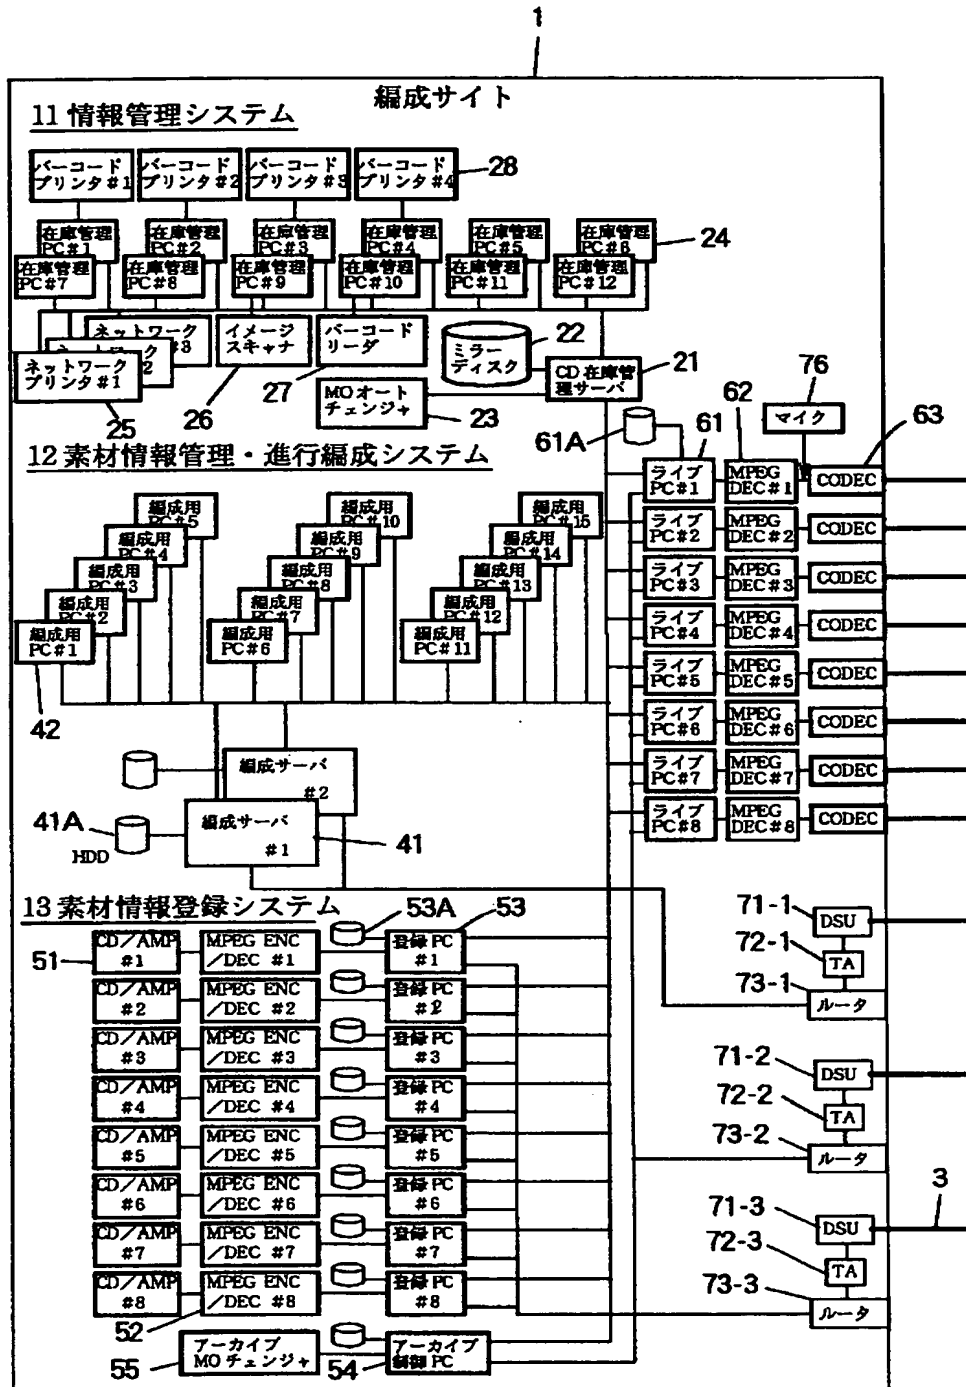 1
編成サイト
11 情報管理システム
バーコード
プリンタ#1
バーコード
プリンタ#2
バーコード
プリンタ#3
バーコード
プリンタ#4
28
在庫管理
PC#1
在庫管理
PC#2
在庫管理
PC#3
在庫管理
PC#4
在庫管理
PC#5
在庫管理
PC#6
24
在庫管理
PC#7
在庫管理
PC#8
在庫管理
PC#9
在庫管理
PC#10
在庫管理
PC#11
在庫管理
PC#12
ネットワーク
#3
ネットワーク
2
ネットワーク
プリンタ#1
25
イメージ
スキャナ
26
バーコード
リーダ
27
ミラー
ディスク
22
CD在庫管
理サーバ
21
MOオート
チェンジャ
23
12 素材情報管理・進行編成システム
編成用
PC#5
編成用
PC#4
編成用
PC#3
編成用
PC#2
編成用
PC#1
42
編成用
PC#10
編成用
PC#9
編成用
PC#8
編成用
PC#7
編成用
PC#6
編成用
PC#15
編成用
PC#14
編成用
PC#13
編成用
PC#12
編成用
PC#11
編成サーバ
#2
編成サーバ
#1
41
41A
HDD
61A
61
62
76
マイク
63
ライブ
PC#1
MPEG
DEC#1
CODEC
ライブ
PC#2
MPEG
DEC#2
CODEC
ライブ
PC#3
MPEG
DEC#3
CODEC
ライブ
PC#4
MPEG
DEC#4
CODEC
ライブ
PC#5
MPEG
DEC#5
CODEC
ライブ
PC#6
MPEG
DEC#6
CODEC
ライブ
PC#7
MPEG
DEC#7
CODEC
ライブ
PC#8
MPEG
DEC#8
CODEC
13 素材情報登録システム
53A
53
51
CD/AMP
#1
MPEG ENC
/DEC #1
登録PC
#1
CD/AMP
#2
MPEG ENC
/DEC #2
登録PC
#2
CD/AMP
#3
MPEG ENC
/DEC #3
登録PC
#3
CD/AMP
#4
MPEG ENC
/DEC #4
登録PC
#4
CD/AMP
#5
MPEG ENC
/DEC #5
登録PC
#5
CD/AMP
#6
MPEG ENC
/DEC #6
登録PC
#6
CD/AMP
#7
MPEG ENC
/DEC #7
登録PC
#7
CD/AMP
#8
MPEG ENC
/DEC #8
登録PC
#8
52
アーカイブ
MOチェンジャ
55
アーカイブ
制御PC
54
71-1
DSU
72-1
TA
73-1
ルータ
71-2
DSU
72-2
TA
73-2
ルータ
71-3
DSU
3
72-3
TA
73-3
ルータ